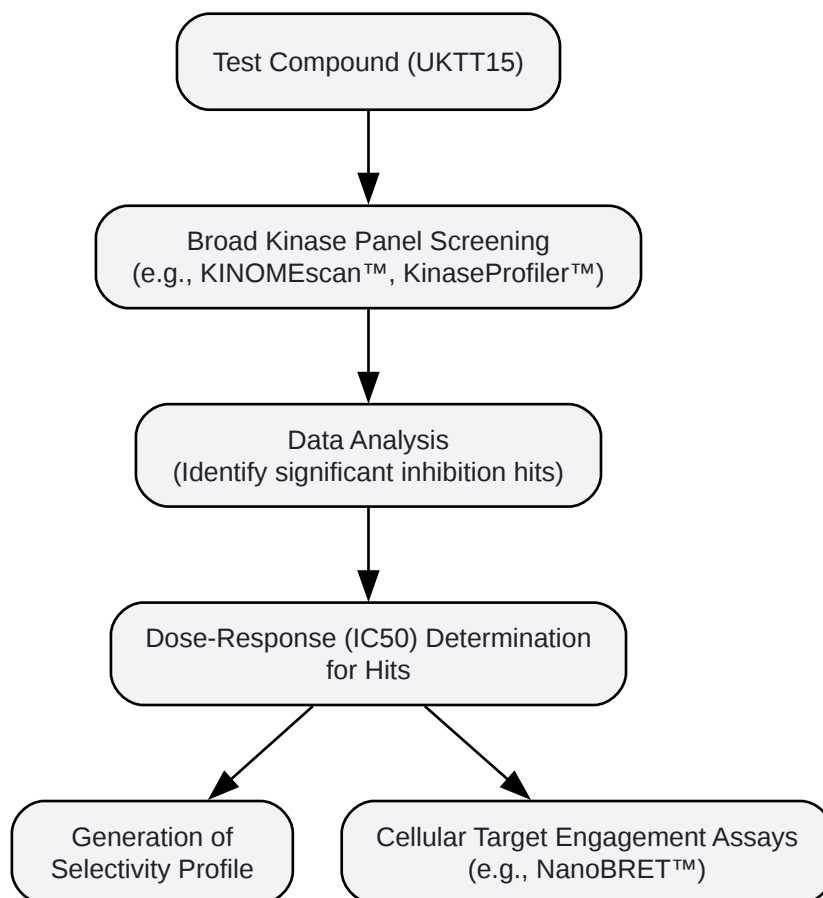 Test Compound (UKTT15)
Broad Kinase Panel Screening
(e.g., KINOMEscan™, KinaseProfiler™)
Data Analysis
(Identify significant inhibition hits)
Dose-Response (IC50) Determination
for Hits
Generation of
Selectivity Profile
Cellular Target Engagement Assays
(e.g., NanoBRET™)